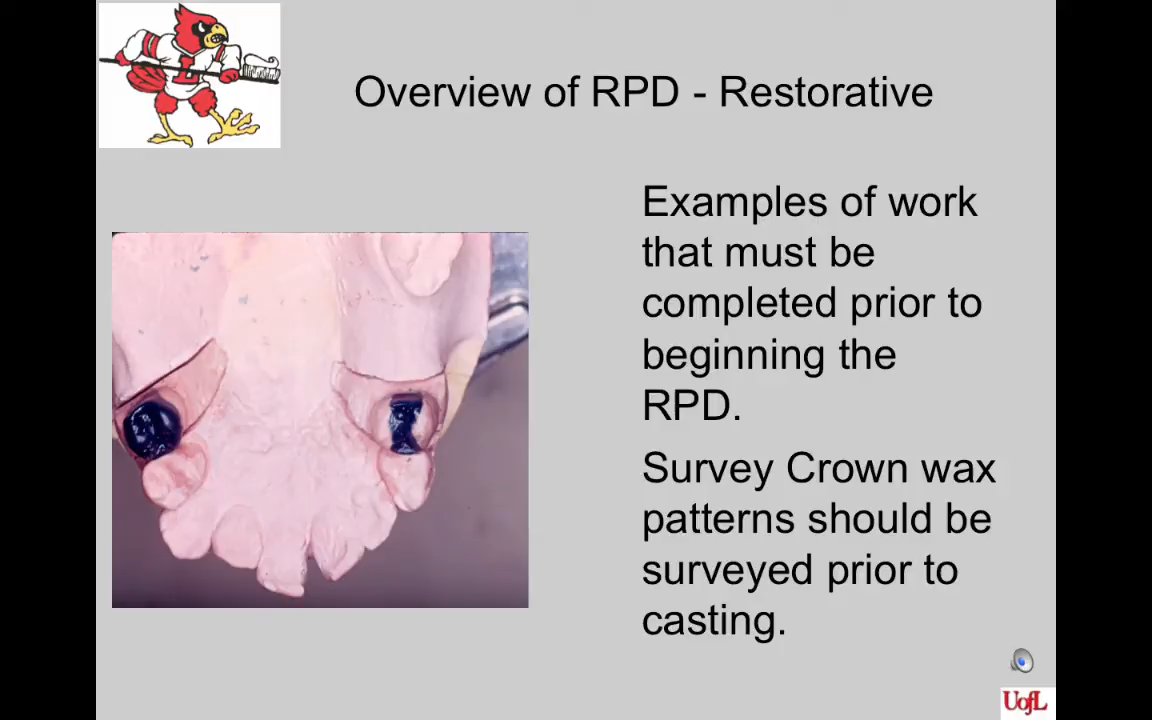 Overview of RPD - Restorative
Examples of work
that must be
completed prior to
beginning the
RPD.
Survey Crown wax
patterns should be
surveyed prior to
casting.
UofL